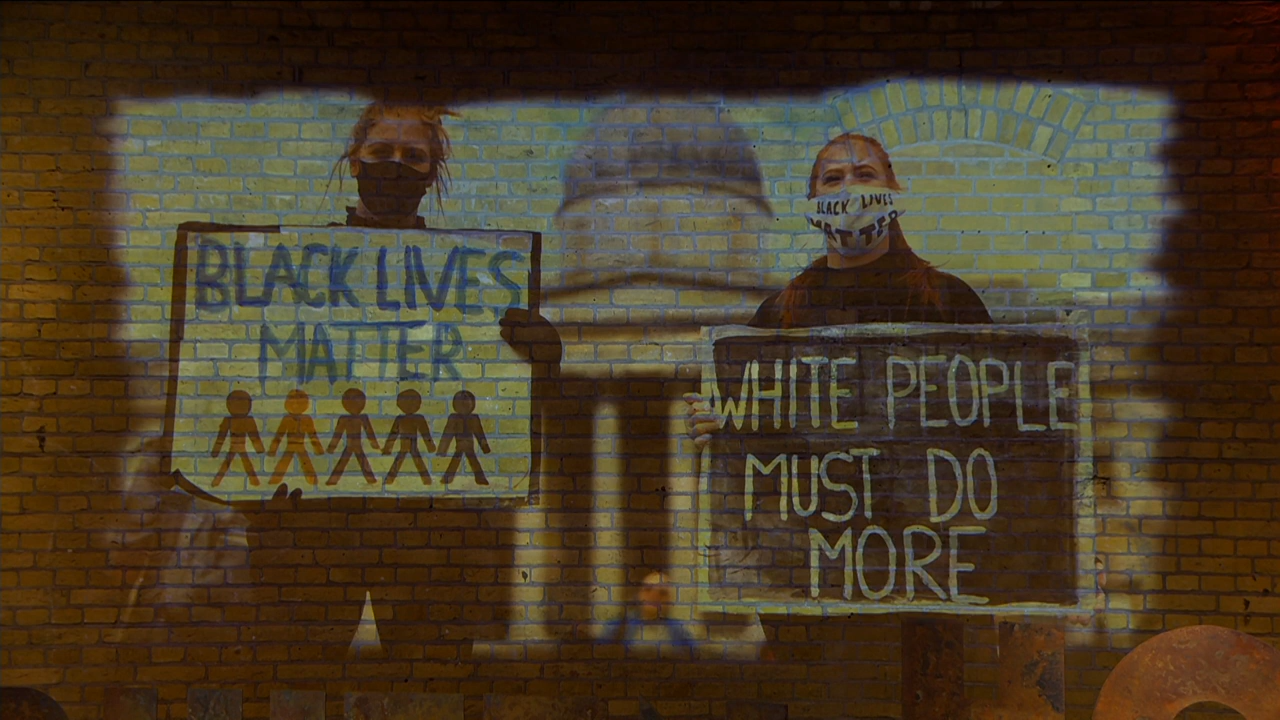 BLACK LIVES
MATTER
BLACK LIVES
MATTER
WHITE PEOPLE
MUST DO
MORE